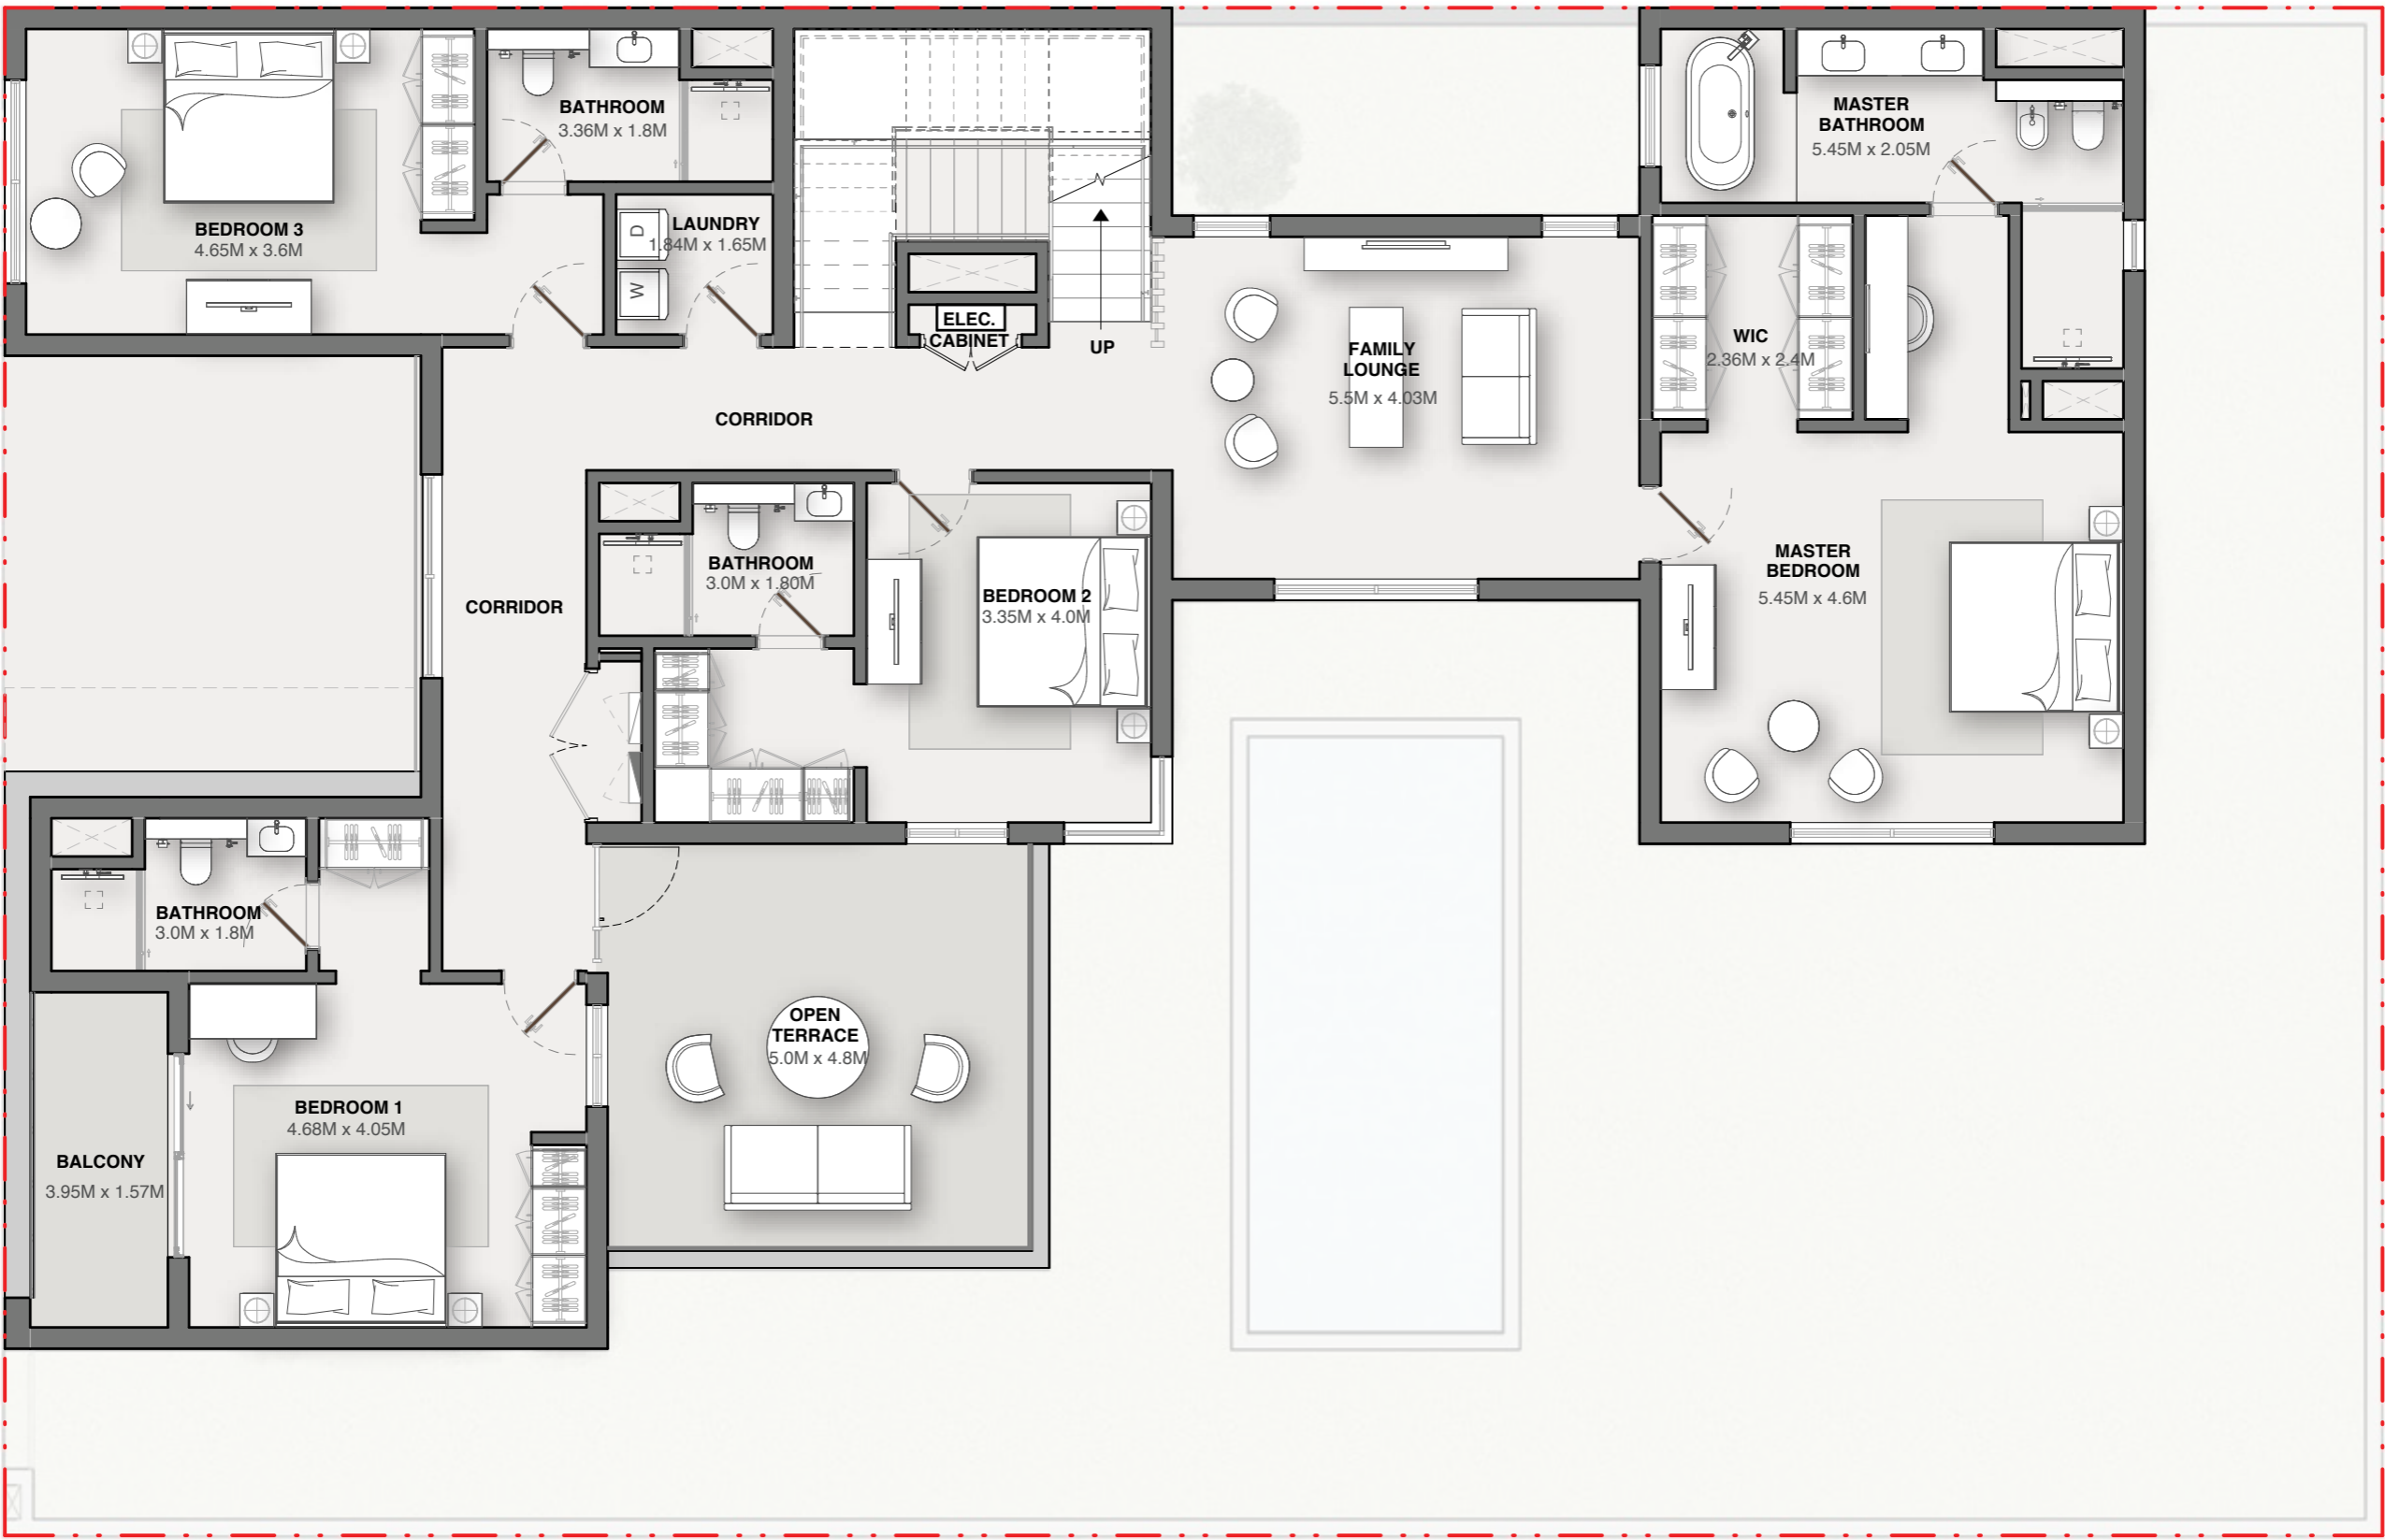 BATHROOM
3.36M x 1.8M
MASTER
BATHROOM
5.45M x 2.05M
BEDROOM 3
4.65M x 3.6M
D
W
LAUNDRY
1.84M x 1.65M
ELEC.
CABINET
UP
FAMILY
LOUNGE
5.5M x 4.03M
WIC
2.36M x 2.4M
CORRIDOR
BATHROOM
3.0M x 1.80M
BEDROOM 2
3.35M x 4.0M
MASTER
BEDROOM
5.45M x 4.6M
CORRIDOR
BATHROOM
3.0M x 1.8M
OPEN
TERRACE
5.0M x 4.8M
BEDROOM 1
4.68M x 4.05M
BALCONY
3.95M x 1.57M